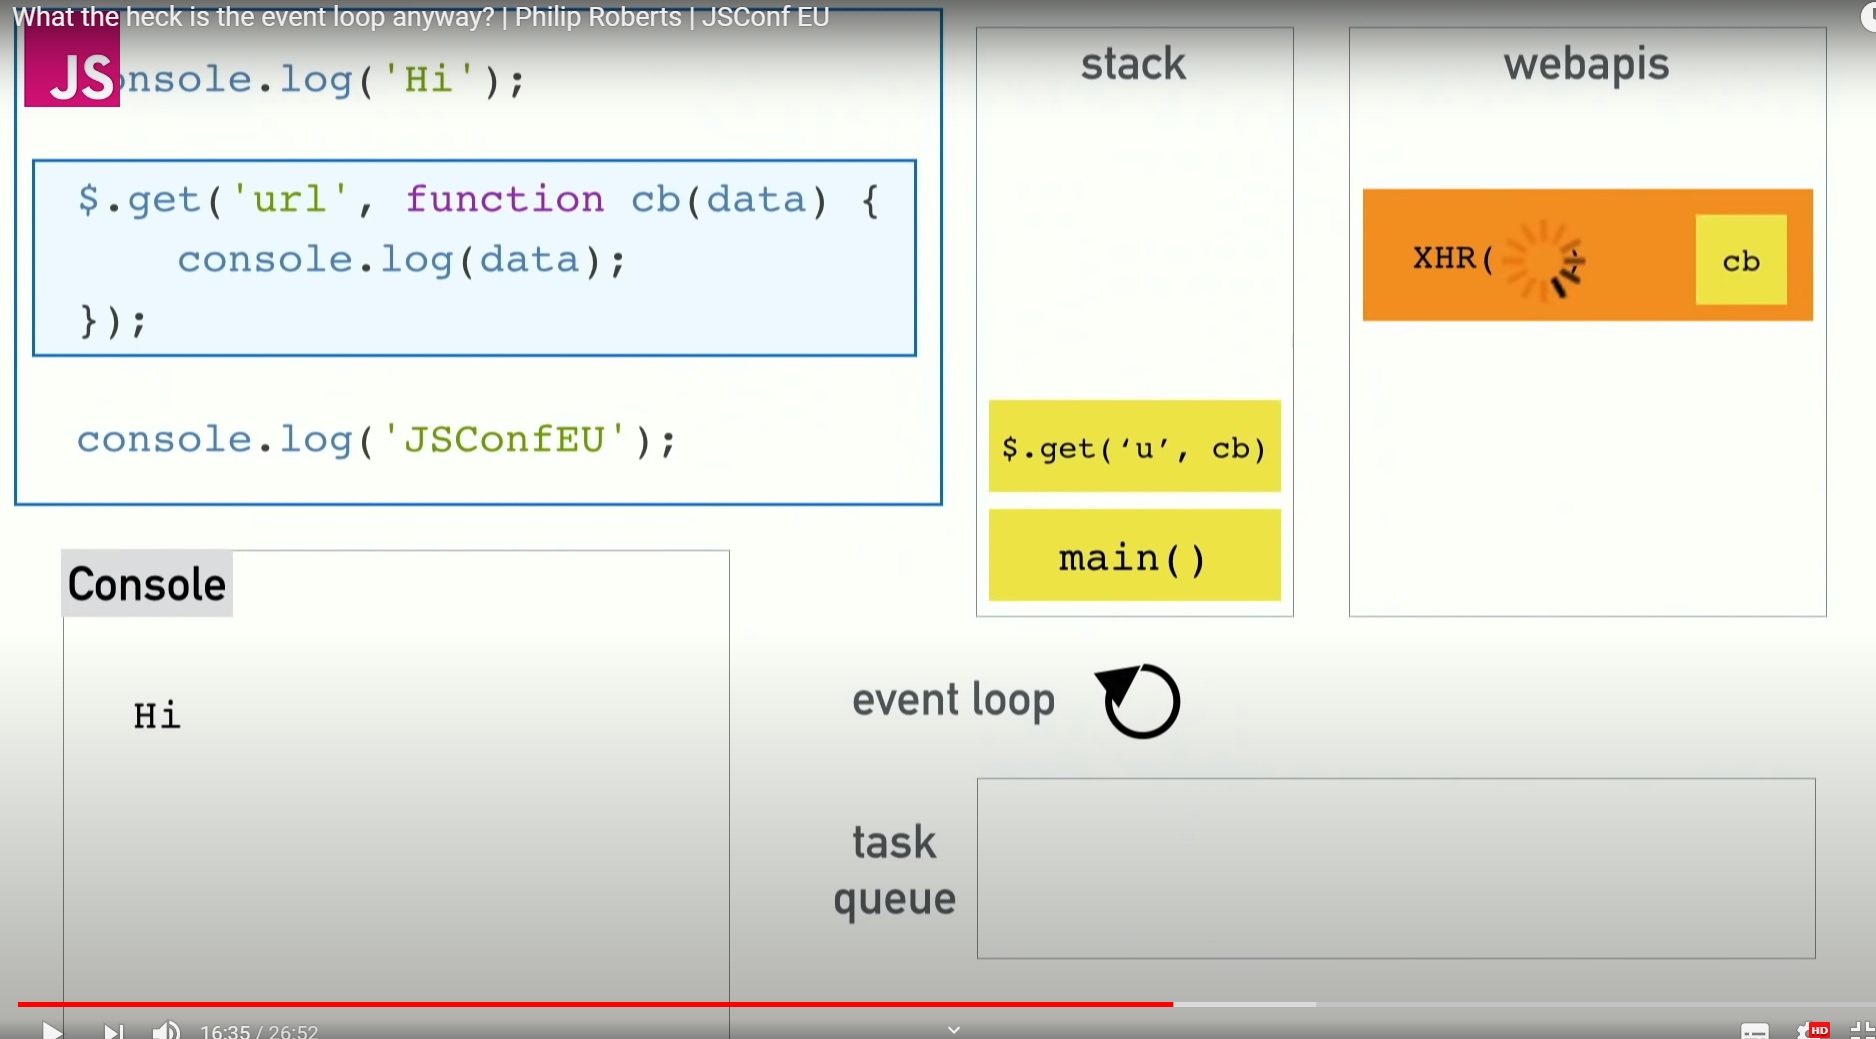 What the heck is the event loop anyway? | Philip Roberts | JSConf EU
JS
onsole.log('Hi');
$.get('url', function cb(data) {
console.log(data);
});
console.log('JSConfEU');
Console
Hi
stack
$.get(‘u’, cb)
main()
webapis
XHR(
cb
event loop
task
queue
16:35 / 26:52
HD